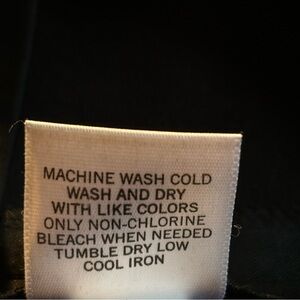 MACHINE WASH COLD
WASH AND DRY
WITH LIKE COLORS
ONLY NON-CHLORINE
BLEACH WHEN NEEDED
TUMBLE DRY LOW
COOL IRON